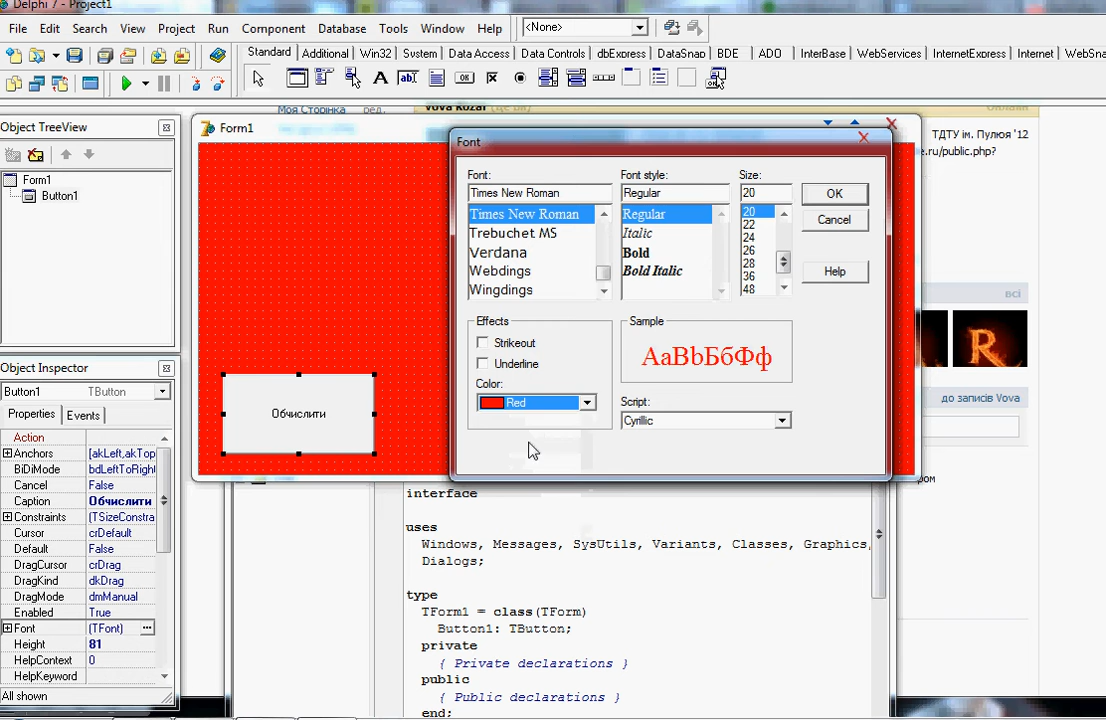 Delphi 7 - Project1
File Edit Search View Project Run Component Database Tools Window Help <None>
Standard Additional Win32 System Data Access Data Controls dbExpress DataSnap BDE ADO InterBase WebServices InternetExpress Internet WebSna
Моя Сторінка ред.
Object TreeView
Form1
Button1
Form1
ТДТУ ім. Пулюя '12
e.ru/public.php?
всі
до записів Vova
ром
Font
Font:
Times New Roman
Times New Roman
Trebuchet MS
Verdana
Webdings
Wingdings
Font style:
Regular
Regular
Italic
Bold
Bold Italic
Size:
20
20
22
24
26
28
36
48
OK
Cancel
Help
Effects
Strikeout
Underline
Color:
Red
Sample
АаВbБбФф
Script:
Cyrillic
Обчислити
Object Inspector
Button1 TButton
Properties Events
Action
Anchors [akLeft,akTop
BiDiMode bdLeftToRigh
Cancel False
Caption Обчислити
Constraints (TSizeConstra
Cursor crDefault
Default False
DragCursor crDrag
DragKind dkDrag
DragMode dmManual
Enabled True
Font (TFont) ...
Height 81
HelpContext 0
HelpKeyword
All shown
interface
uses
Windows, Messages, SysUtils, Variants, Classes, Graphics,
Dialogs;
type
TForm1 = class(TForm)
Button1: TButton;
private
{ Private declarations }
public
{ Public declarations }
end;